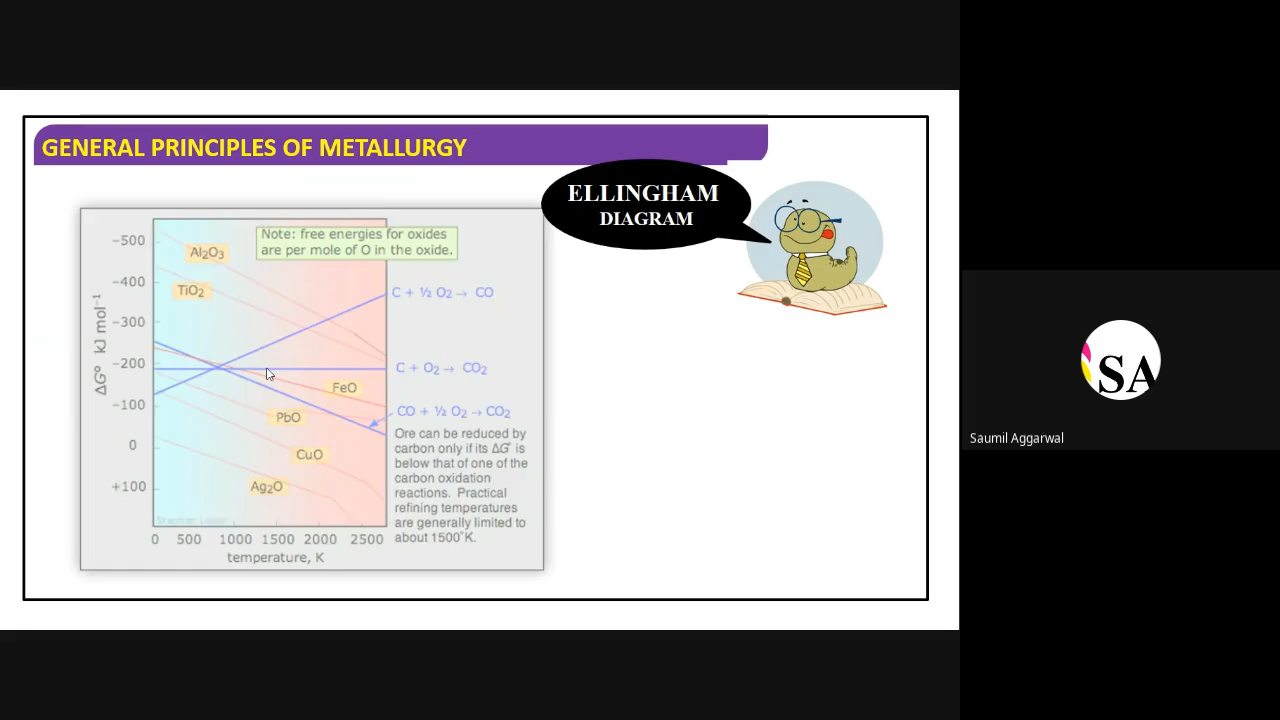 GENERAL PRINCIPLES OF METALLURGY
ELLINGHAM
DIAGRAM
Note: free energies for oxides
are per mole of O in the oxide.
ΔG° kJ mol⁻¹
−500
−400
−300
−200
−100
0
+100
Al₂O₃
TiO₂
C + ½ O₂ → CO
C + O₂ → CO₂
FeO
CO + ½ O₂ → CO₂
PbO
CuO
Ag₂O
Ore can be reduced by
carbon only if its ΔG° is
below that of one of the
carbon oxidation
reactions. Practical
refining temperatures
are generally limited to
about 1500°K.
0 500 1000 1500 2000 2500
temperature, K
SA
Saumil Aggarwal